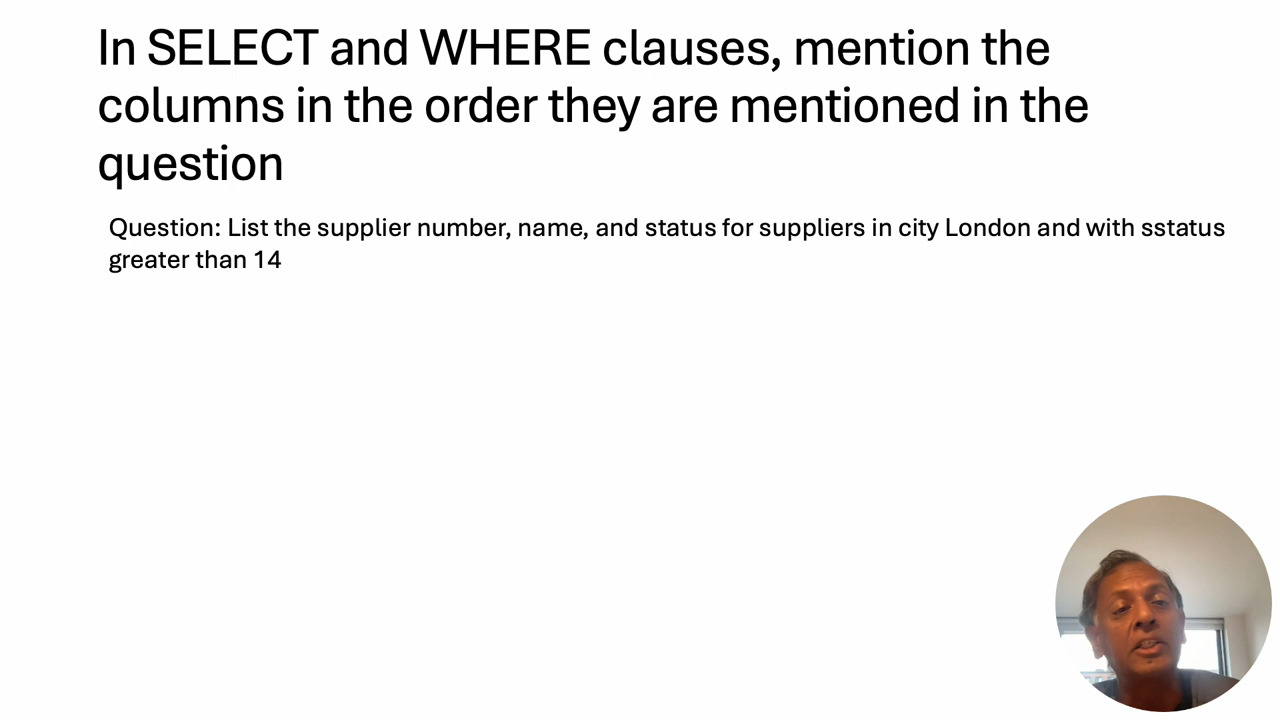 In SELECT and WHERE clauses, mention the
columns in the order they are mentioned in the
question
Question: List the supplier number, name, and status for suppliers in city London and with sstatus
greater than 14